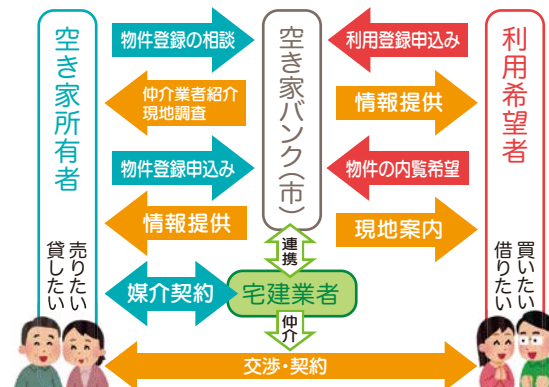 空き家所有者
売りたい
貸したい
物件登録の相談
仲介業者紹介
現地調査
物件登録申込み
情報提供
媒介契約
空き家バンク(市)
連携
宅建業者
仲介
交渉・契約
利用登録申込み
情報提供
物件の内覧希望
現地案内
利用希望者
買いたい
借りたい